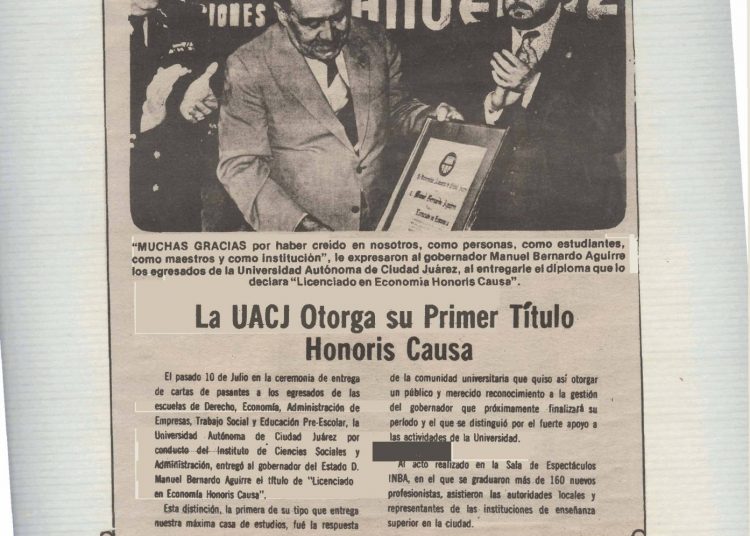 IONES
"MUCHAS GRACIAS por haber creido en nosotros, como personas, como estudiantes,
como maestros y como institución", le expresaron al gobernador Manuel Bernardo Aguirre
los egresados de la Universidad Autónoma de Ciudad Juárez, al entregarle el diploma que lo
declara "Licenciado en Economía Honoris Causa".
La UACJ Otorga su Primer Título
Honoris Causa
El pasado 10 de Julio en la ceremonia de entrega
de cartas de pasantes a los egresados de las
escuelas de Derecho, Economía, Administración de
Empresas, Trabajo Social y Educación Pre-Escolar, la
Universidad Autónoma de Ciudad Juárez por
conducto del Instituto de Ciencias Sociales y
Administración, entregó al gobernador del Estado D.
Manuel Bernardo Aguirre el título de "Licenciado
en Economía Honoris Causa".
Esta distinción, la primera de su tipo que entrega
nuestra máxima casa de estudios, fué la respuesta
de la comunidad universitaria que quiso así otorgar
un público y merecido reconocimiento a la gestión
del gobernador que próximamente finalizará su
período y el que se distinguió por el fuerte apoyo a
las actividades de la Universidad.
Al acto realizado en la Sala de Espectáculos
INBA, en el que se graduaron más de 160 nuevos
profesionistas, asistieron las autoridades locales y
representantes de las instituciones de enseñanza
superior en la ciudad.